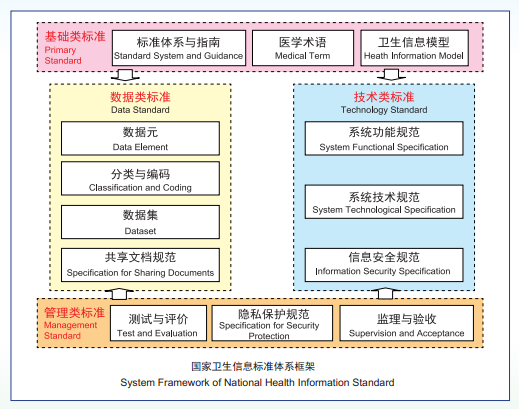 基础类标准
Primary
Standard
标准体系与指南
Standard System and Guidance
医学术语
Medical Term
卫生信息模型
Heath Information Model
数据类标准
Data Standard
数据元
Data Element
分类与编码
Classification and Coding
数据集
Dataset
共享文档规范
Specification for Sharing Documents
技术类标准
Technology Standard
系统功能规范
System Functional Specification
系统技术规范
System Technological Specification
信息安全规范
Information Security Specification
管理类标准
Management
Standard
测试与评价
Test and Evaluation
隐私保护规范
Specification for Security
Protection
监理与验收
Supervision and Acceptance
国家卫生信息标准体系框架
System Framework of National Health Information Standard